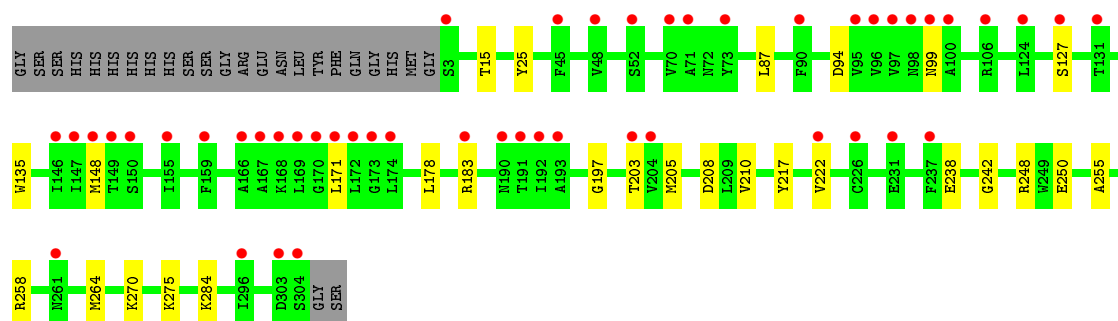 GLY SER SER HIS HIS HIS HIS HIS HIS SER SER GLY ARG GLU ASN LEU TYR PHE GLN GLY HIS MET GLY S3 T15 Y25 F45 V48 S52 V70 A71 N72 Y73 L87 F90 D94 V95 V96 V97 N98 N99 A100 R106 L124 S127 T131
W135 I146 I147 M148 T149 S150 I155 F159 A166 A167 K168 L169 G170 L171 L172 G173 L174 L178 R183 N190 T191 I192 A193 G197 T203 V204 M205 D208 L209 V210 Y217 V222 C226 E231 F237 E238 G242 R248 W249 E250 A255
R258 N261 M264 K270 K275 K284 I296 D303 S304 GLY SER